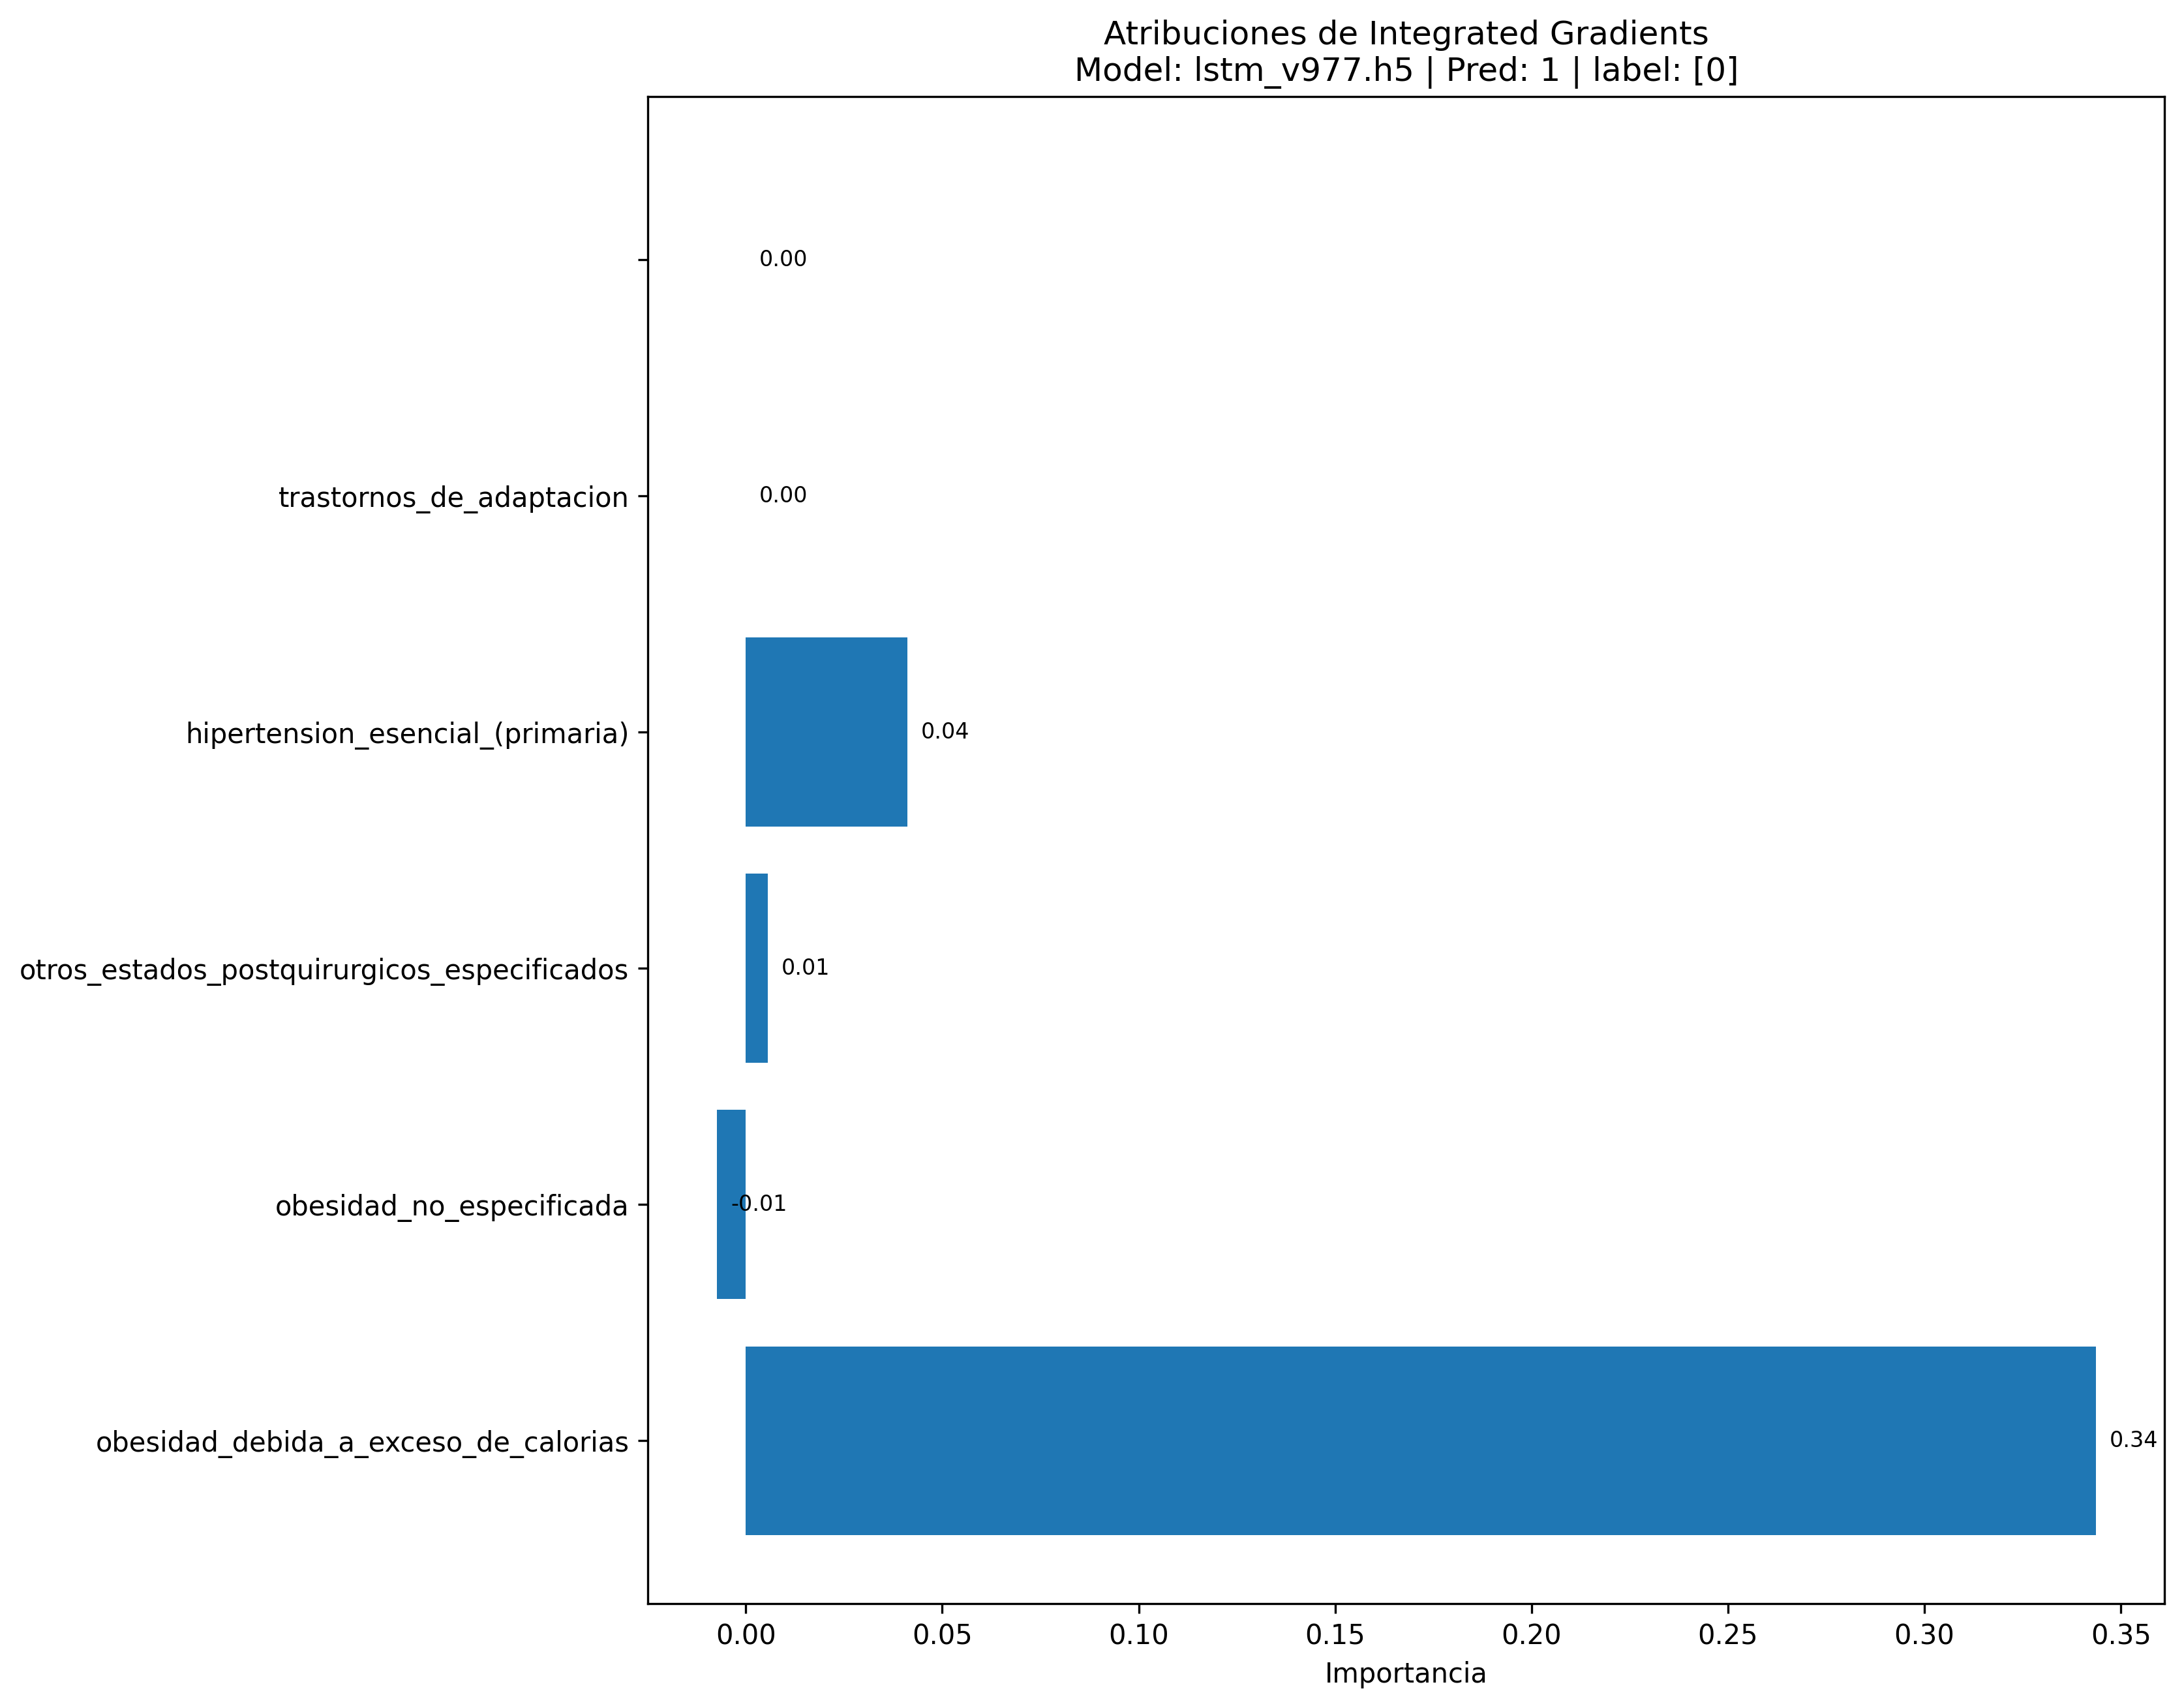 Atribuciones de Integrated Gradients
Model: lstm_v977.h5 | Pred: 1 | label: [0]
0.00
trastornos_de_adaptacion
0.00
hipertension_esencial_(primaria)
0.04
otros_estados_postquirurgicos_especificados
0.01
obesidad_no_especificada
-0.01
obesidad_debida_a_exceso_de_calorias
0.34
0.00 0.05 0.10 0.15 0.20 0.25 0.30 0.35
Importancia